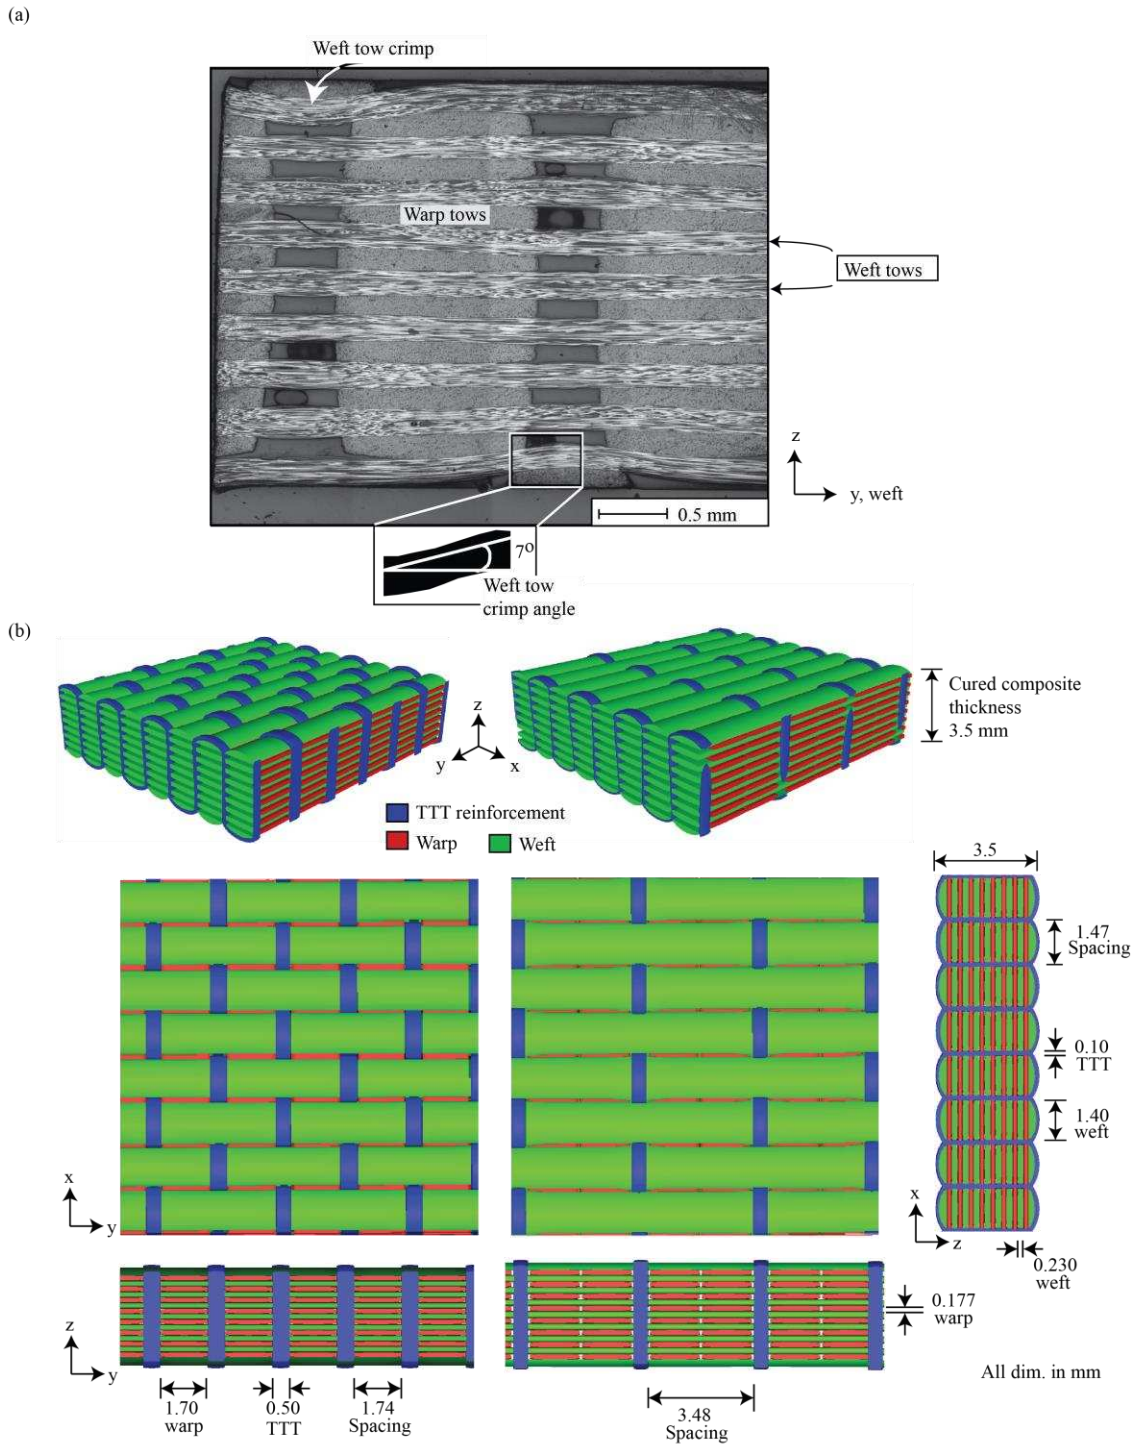 (a)
Weft tow crimp
Warp tows
Weft tows
z
y, weft
0.5 mm
7o
Weft tow
crimp angle
(b)
Cured composite
thickness
3.5 mm
z
y
x
TTT reinforcement
Warp
Weft
3.5
1.47
Spacing
0.10
TTT
1.40
weft
x
y
x
z
0.230
weft
0.177
warp
z
y
All dim. in mm
1.70
warp
0.50
TTT
1.74
Spacing
3.48
Spacing